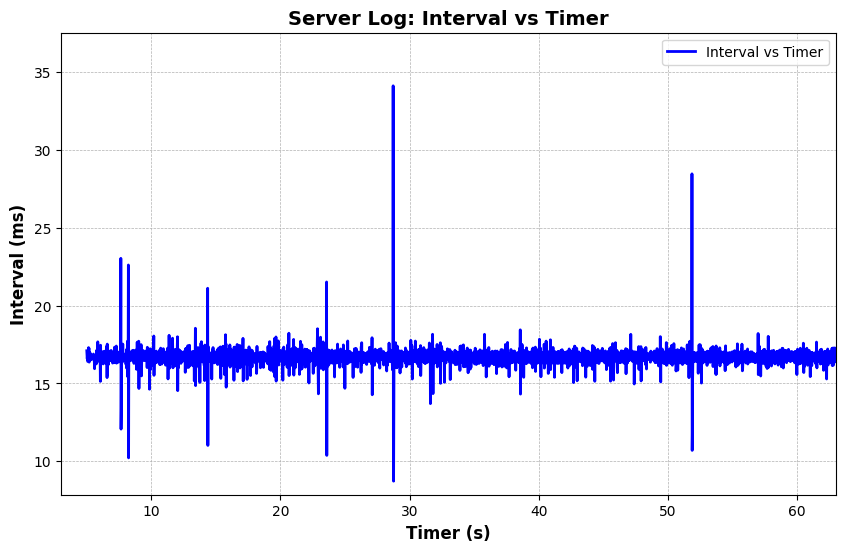 Server Log: Interval vs Timer
Interval vs Timer
Interval (ms)
35
30
25
20
15
10
10 20 30 40 50 60
Timer (s)